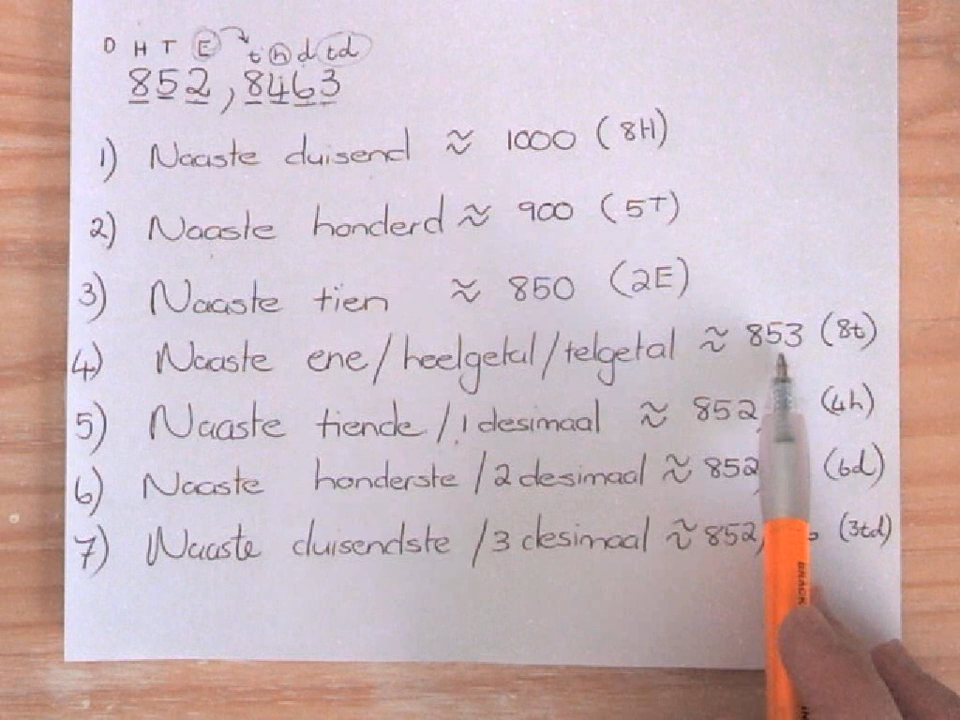 D H T E t h d td
852,8463
1) Naaste duisend ≈ 1000 (8H)
2) Naaste honderd ≈ 900 (5T)
3) Naaste tien ≈ 850 (2E)
4) Naaste ene/heelgetal/telgetal ≈ 853 (8t)
5) Naaste tiende/1 desimaal ≈ 852, (4h)
6) Naaste honderste/2 desimaal ≈ 852, (6d)
7) Naaste duisendste/3 desimaal ≈ 852, (3td)